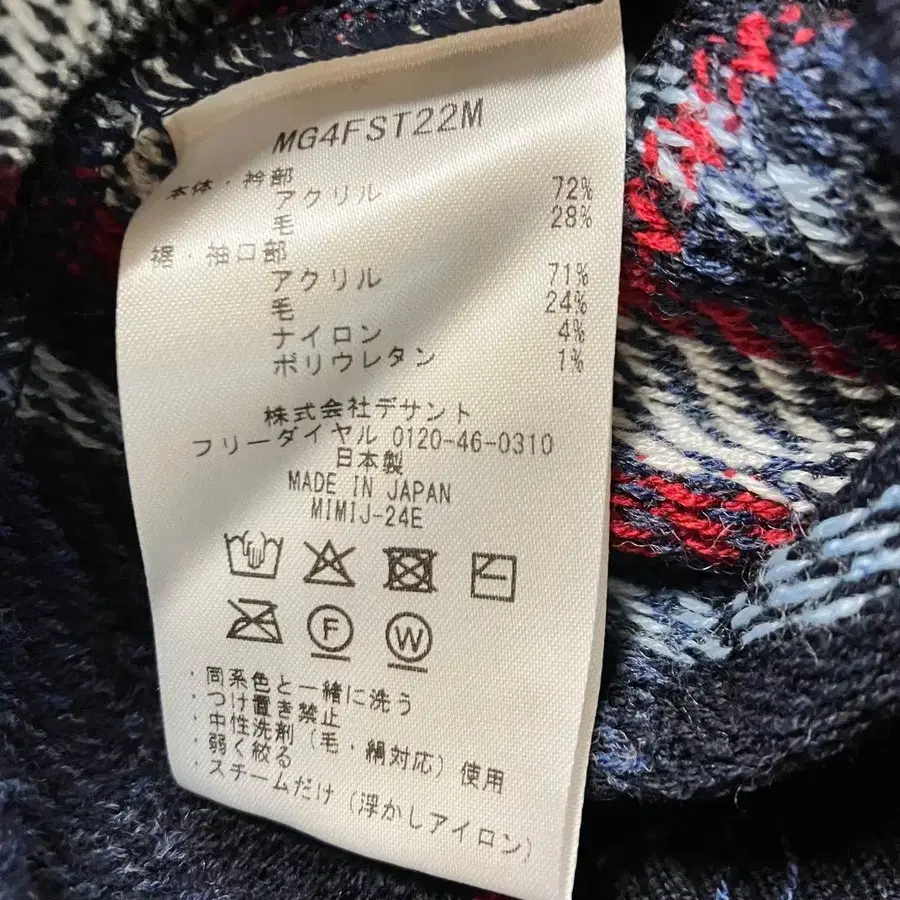 MG4FST22M
本体・衿部
アクリル 72%
毛 28%
裾・袖口部
アクリル 71%
毛 24%
ナイロン 4%
ポリウレタン 1%
株式会社デサント
フリーダイヤル 0120-46-0310
日本製
MADE IN JAPAN
MIMIJ-24E
F W
・同系色と一緒に洗う
・つけ置き禁止
・中性洗剤（毛・絹対応）使用
・弱く絞る
・スチームだけ（浮かしアイロン）